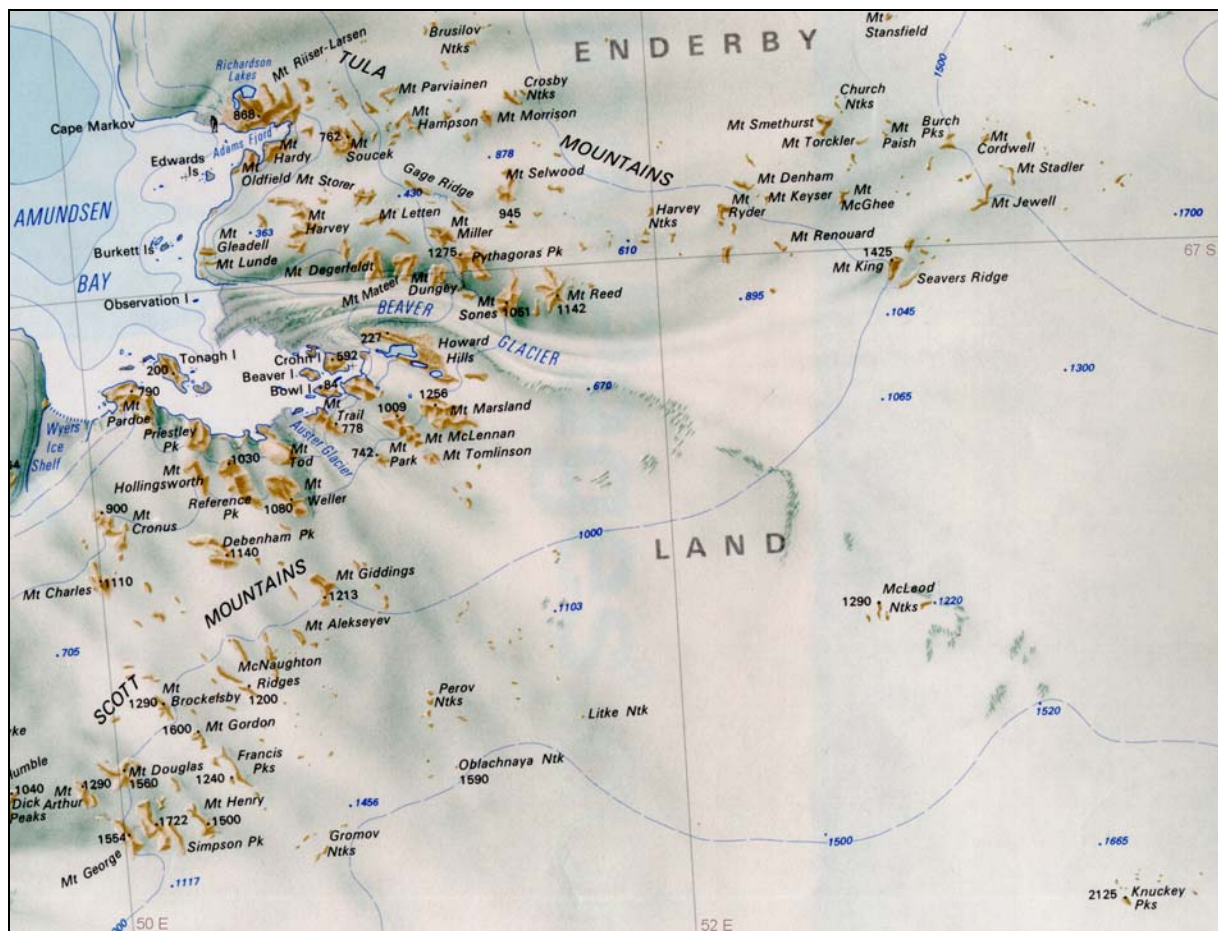 Brusilov
Ntks
ENDERBY
Mt
Stansfield
Richardson
Lakes
Mt Riiser-Larsen
TULA
Mt Parviainen
Crosby
Ntks
1500
Church
Ntks
868
Cape Markov
Adams Fjord
762
Mt
Hampson
Mt Morrison
Mt Smethurst
Mt Torckler
Mt
Paish
Burch
Pks
Mt
Cordwell
Edwards
Is
Mt
Hardy
Mt
Soucek
878
MOUNTAINS
Mt Stadler
Mt
Oldfield
Mt Storer
Gage Ridge
430
Mt Selwood
Mt Denham
Mt Keyser
Mt
McGhee
Mt Jewell
AMUNDSEN
BAY
363
Mt
Harvey
Mt Letten
Mt
Miller
945
Harvey
Ntks
Mt
Ryder
1700
Burkett Is
Mt
Gleadell
Mt Lunde
Mt Degerfeldt
1275
Pythagoras Pk
610
Mt Renouard
1425
Mt King
Seavers Ridge
67 S
Observation I
Mt Mateer
Mt
Dungey
Mt
Sones
1051
Mt Reed
1142
895
1045
BEAVER
GLACIER
227
Howard
Hills
Tonagh I
200
Crohn I
592
Beaver I
Bowl I
84
670
1300
790
Mt
Pardoe
1256
1065
Mt
Trail
778
1009
Mt Marsland
Wyers
Ice
Shelf
Priestley
Pk
Auster Glacier
Mt McLennan
1030
Mt
Tod
742
Mt
Park
Mt Tomlinson
Mt
Hollingsworth
Reference
Pk
1080
Mt
Weller
900
Mt
Cronus
1000
LAND
Debenham Pk
1140
Mt Charles
1110
MOUNTAINS
Mt Giddings
1213
1103
1290
McLeod
Ntks
1220
Mt Alekseyev
705
McNaughton
Ridges
1200
SCOTT
Mt
Brockelsby
1290
Perov
Ntks
Litke Ntk
1520
1600
Mt Gordon
Francis
Pks
1240
Oblachnaya Ntk
1590
Mt Douglas
1560
1040
Dick
Peaks
Mt
Arthur
1290
1456
Mt Henry
1500
1722
1554
Mt George
Simpson Pk
Gromov
Ntks
1500
1665
1117
2125
Knuckey
Pks
50 E
52 E